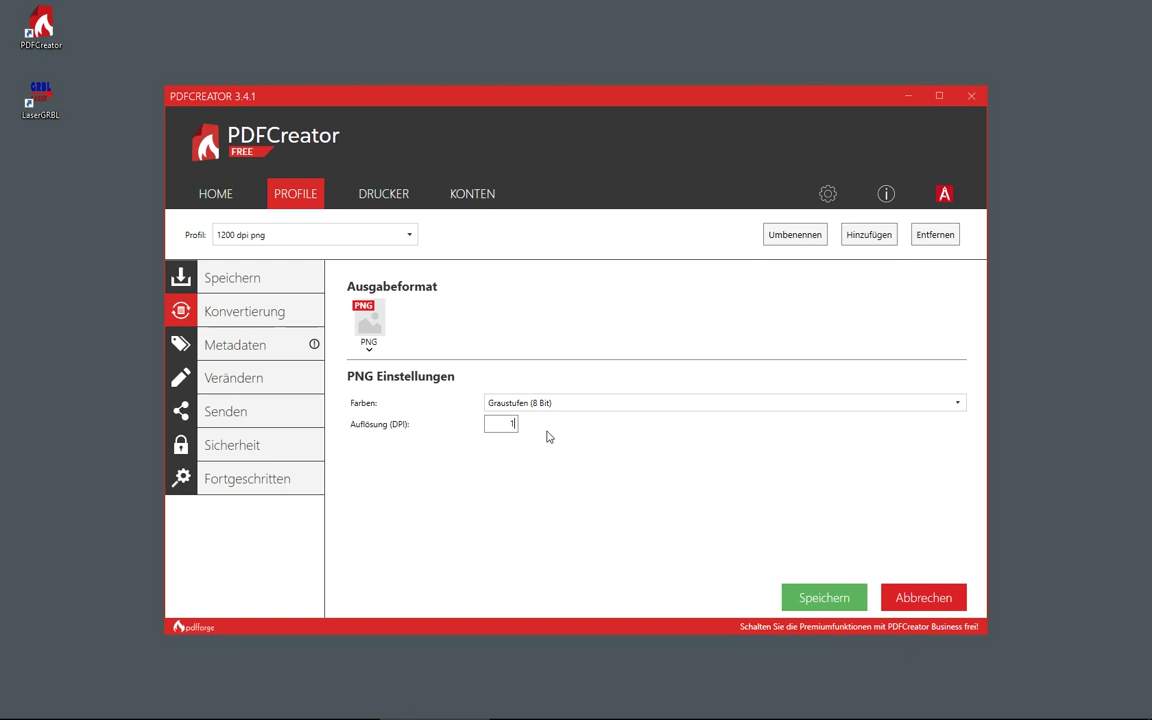 PDFCreator
GRBL
LASER
LaserGRBL
PDFCREATOR 3.4.1
PDFCreator
FREE
HOME PROFILE DRUCKER KONTEN
Profil: 1200 dpi png Umbenennen Hinzufügen Entfernen
Speichern
Konvertierung
Metadaten
Verändern
Senden
Sicherheit
Fortgeschritten
Ausgabeformat
PNG
PNG
PNG Einstellungen
Farben: Graustufen (8 Bit)
Auflösung (DPI): 1
Speichern Abbrechen
pdfforge Schalten Sie die Premiumfunktionen mit PDFCreator Business frei!